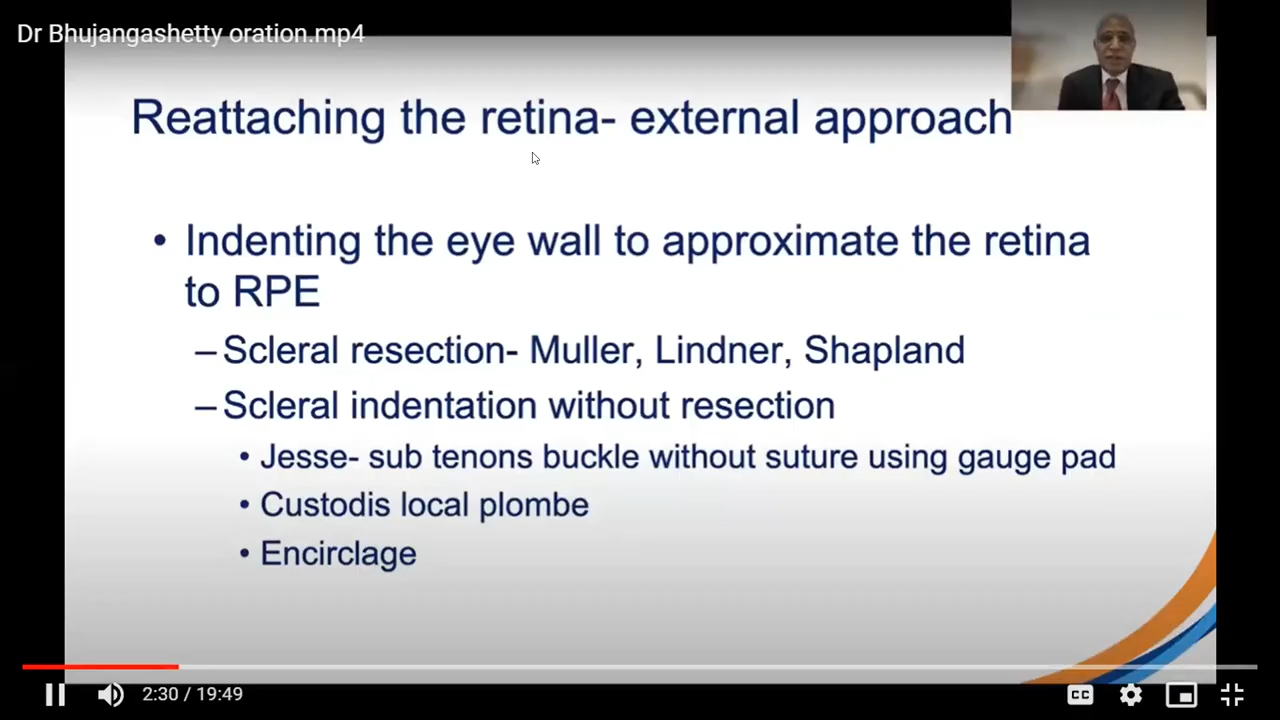 Dr Bhujangashetty oration.mp4
Reattaching the retina- external approach
• Indenting the eye wall to approximate the retina
to RPE
– Scleral resection- Muller, Lindner, Shapland
– Scleral indentation without resection
• Jesse- sub tenons buckle without suture using gauge pad
• Custodis local plombe
• Encirclage
2:30 / 19:49
CC